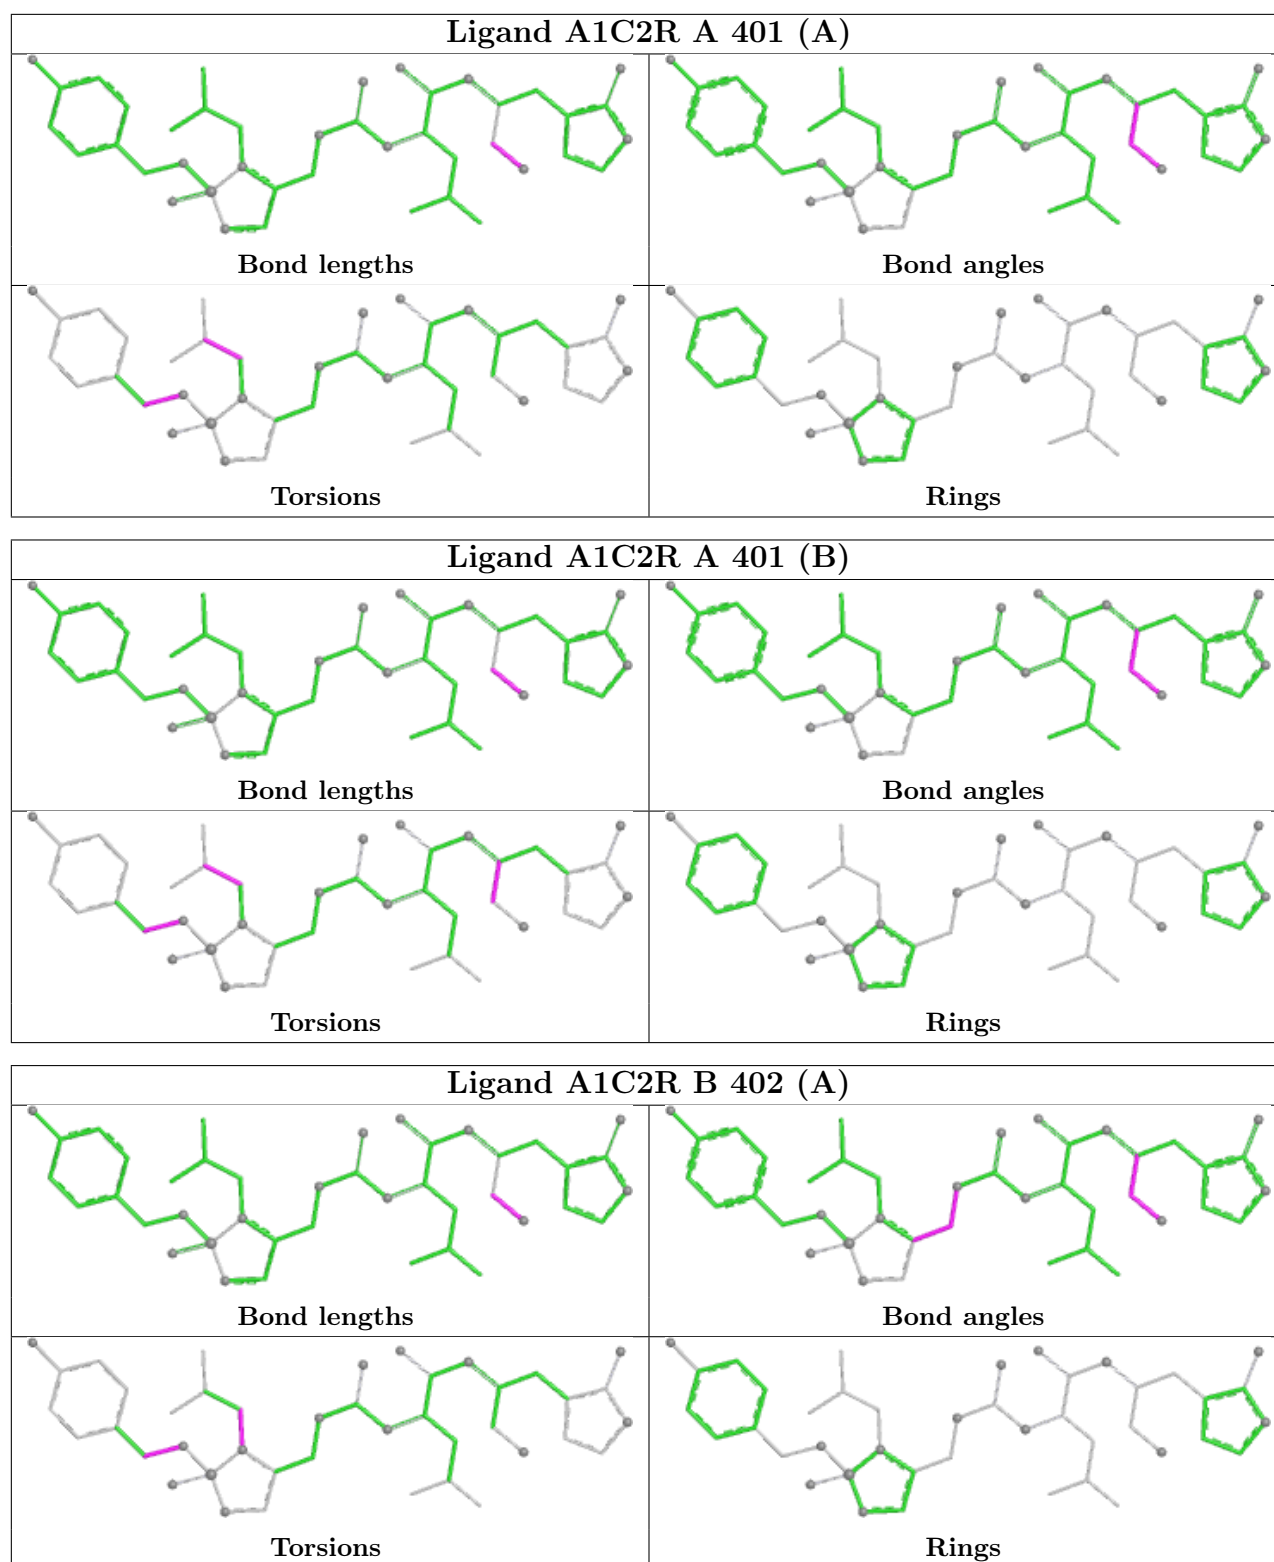 Ligand A1C2R A 401 (A)
Bond lengths
Bond angles
Torsions
Rings
Ligand A1C2R A 401 (B)
Bond lengths
Bond angles
Torsions
Rings
Ligand A1C2R B 402 (A)
Bond lengths
Bond angles
Torsions
Rings